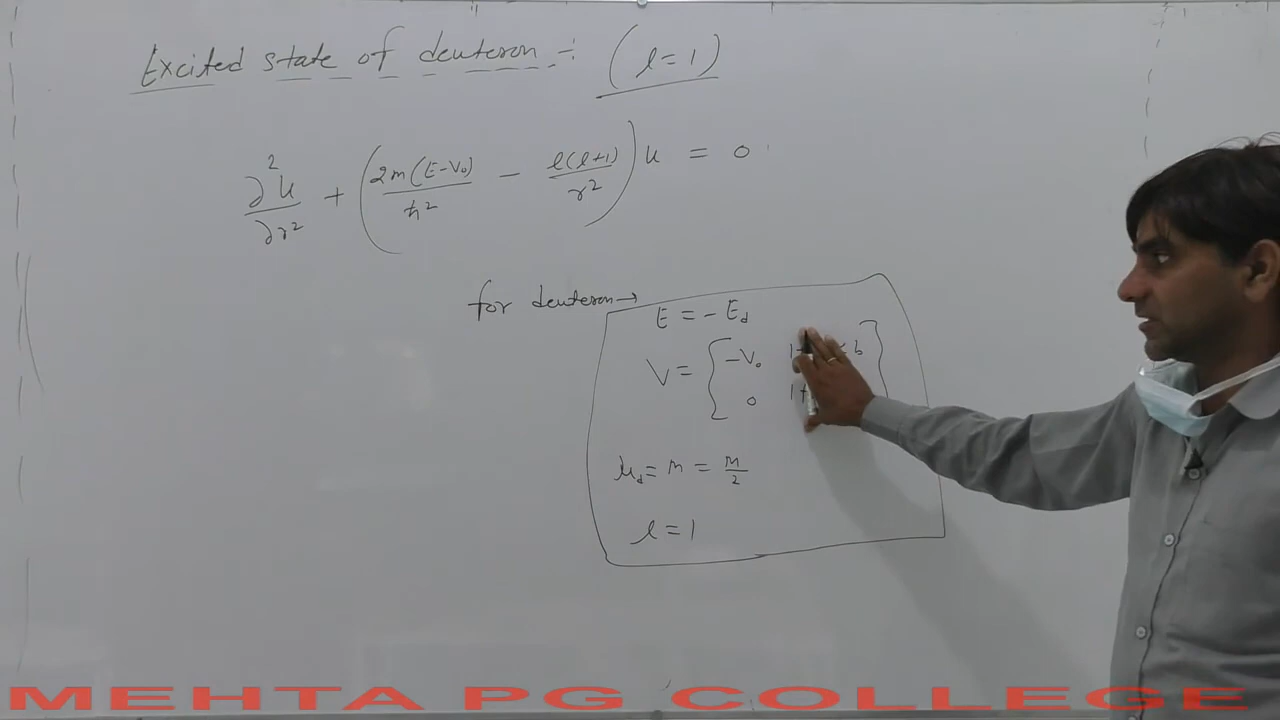 Excited state of deuteron :- (l=1)
∂²u/∂r² + (2m(E-V₀)/ħ² - l(l+1)/r²) u = 0
for deuteron →
E = -E_d
V = { -V₀ < b
0
μ_d = m = m/2
l = 1
MEHTA PG COLLEGE